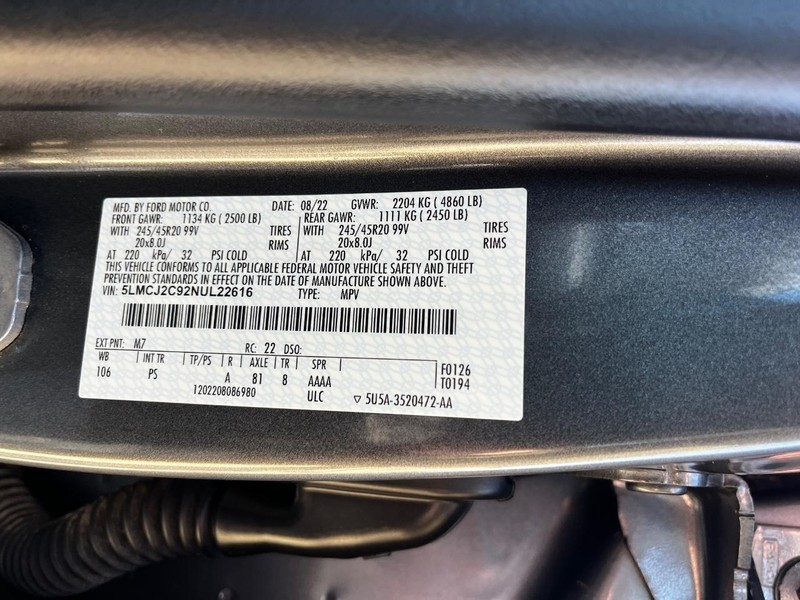 MFD. BY FORD MOTOR CO. DATE: 08/22 GVWR: 2204 KG ( 4860 LB)
FRONT GAWR: 1134 KG ( 2500 LB) REAR GAWR: 1111 KG ( 2450 LB)
WITH 245/45R20 99V TIRES WITH 245/45R20 99V TIRES
20x8.0J RIMS 20x8.0J RIMS
AT 220 kPa/ 32 PSI COLD AT 220 kPa/ 32 PSI COLD
THIS VEHICLE CONFORMS TO ALL APPLICABLE FEDERAL MOTOR VEHICLE SAFETY AND THEFT
PREVENTION STANDARDS IN EFFECT ON THE DATE OF MANUFACTURE SHOWN ABOVE.
VIN: 5LMCJ2C92NUL22616 TYPE: MPV
EXT PNT: M7 RC: 22 DSO:
WB INT TR TP/PS R AXLE TR SPR F0126
106 PS A 81 8 AAAA T0194
1202208086980 ULC ▽ 5U5A-3520472-AA